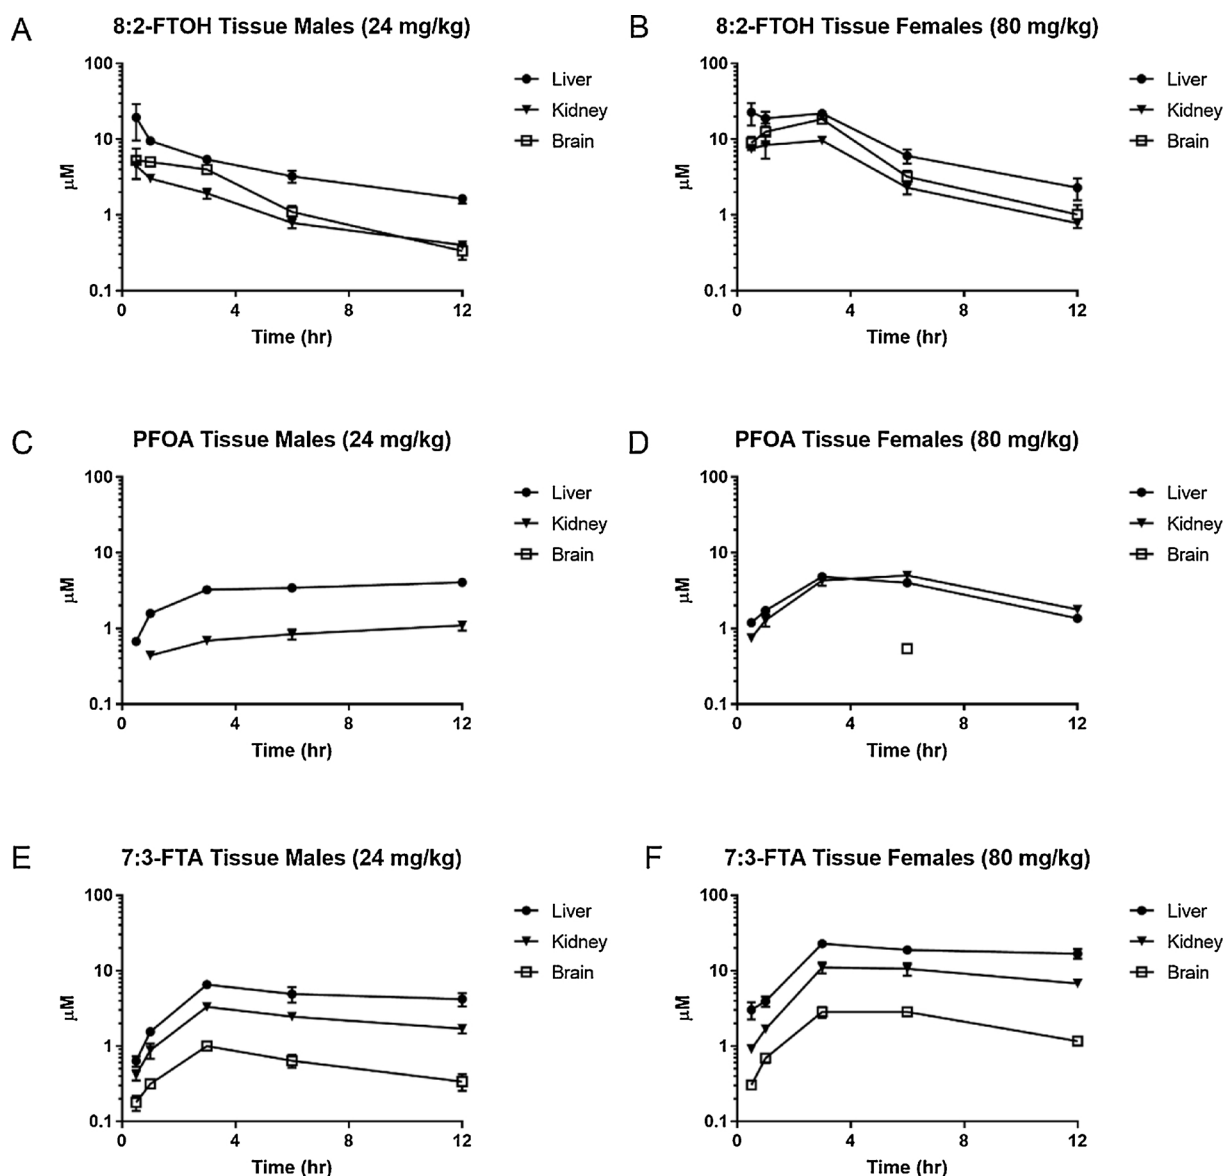 A
8:2-FTOH Tissue Males (24 mg/kg)
100
10
1
0.1
μM
0
4
8
12
Time (hr)
Liver
Kidney
Brain
B
8:2-FTOH Tissue Females (80 mg/kg)
100
10
1
0.1
μM
0
4
8
12
Time (hr)
Liver
Kidney
Brain
C
PFOA Tissue Males (24 mg/kg)
100
10
1
0.1
μM
0
4
8
12
Time (hr)
Liver
Kidney
Brain
D
PFOA Tissue Females (80 mg/kg)
100
10
1
0.1
μM
0
4
8
12
Time (hr)
Liver
Kidney
Brain
E
7:3-FTA Tissue Males (24 mg/kg)
100
10
1
0.1
μM
0
4
8
12
Time (hr)
Liver
Kidney
Brain
F
7:3-FTA Tissue Females (80 mg/kg)
100
10
1
0.1
μM
0
4
8
12
Time (hr)
Liver
Kidney
Brain